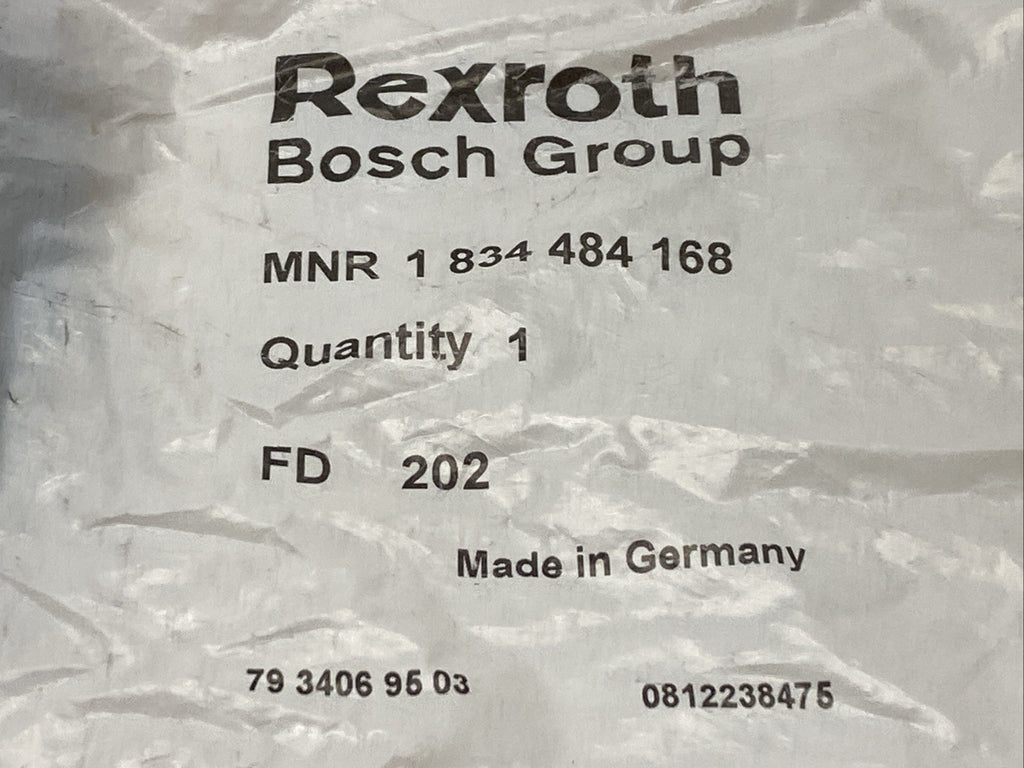 Rexroth
Bosch Group
MNR 1 834 484 168
Quantity 1
FD 202
Made in Germany
79 3406 95 03
0812238475